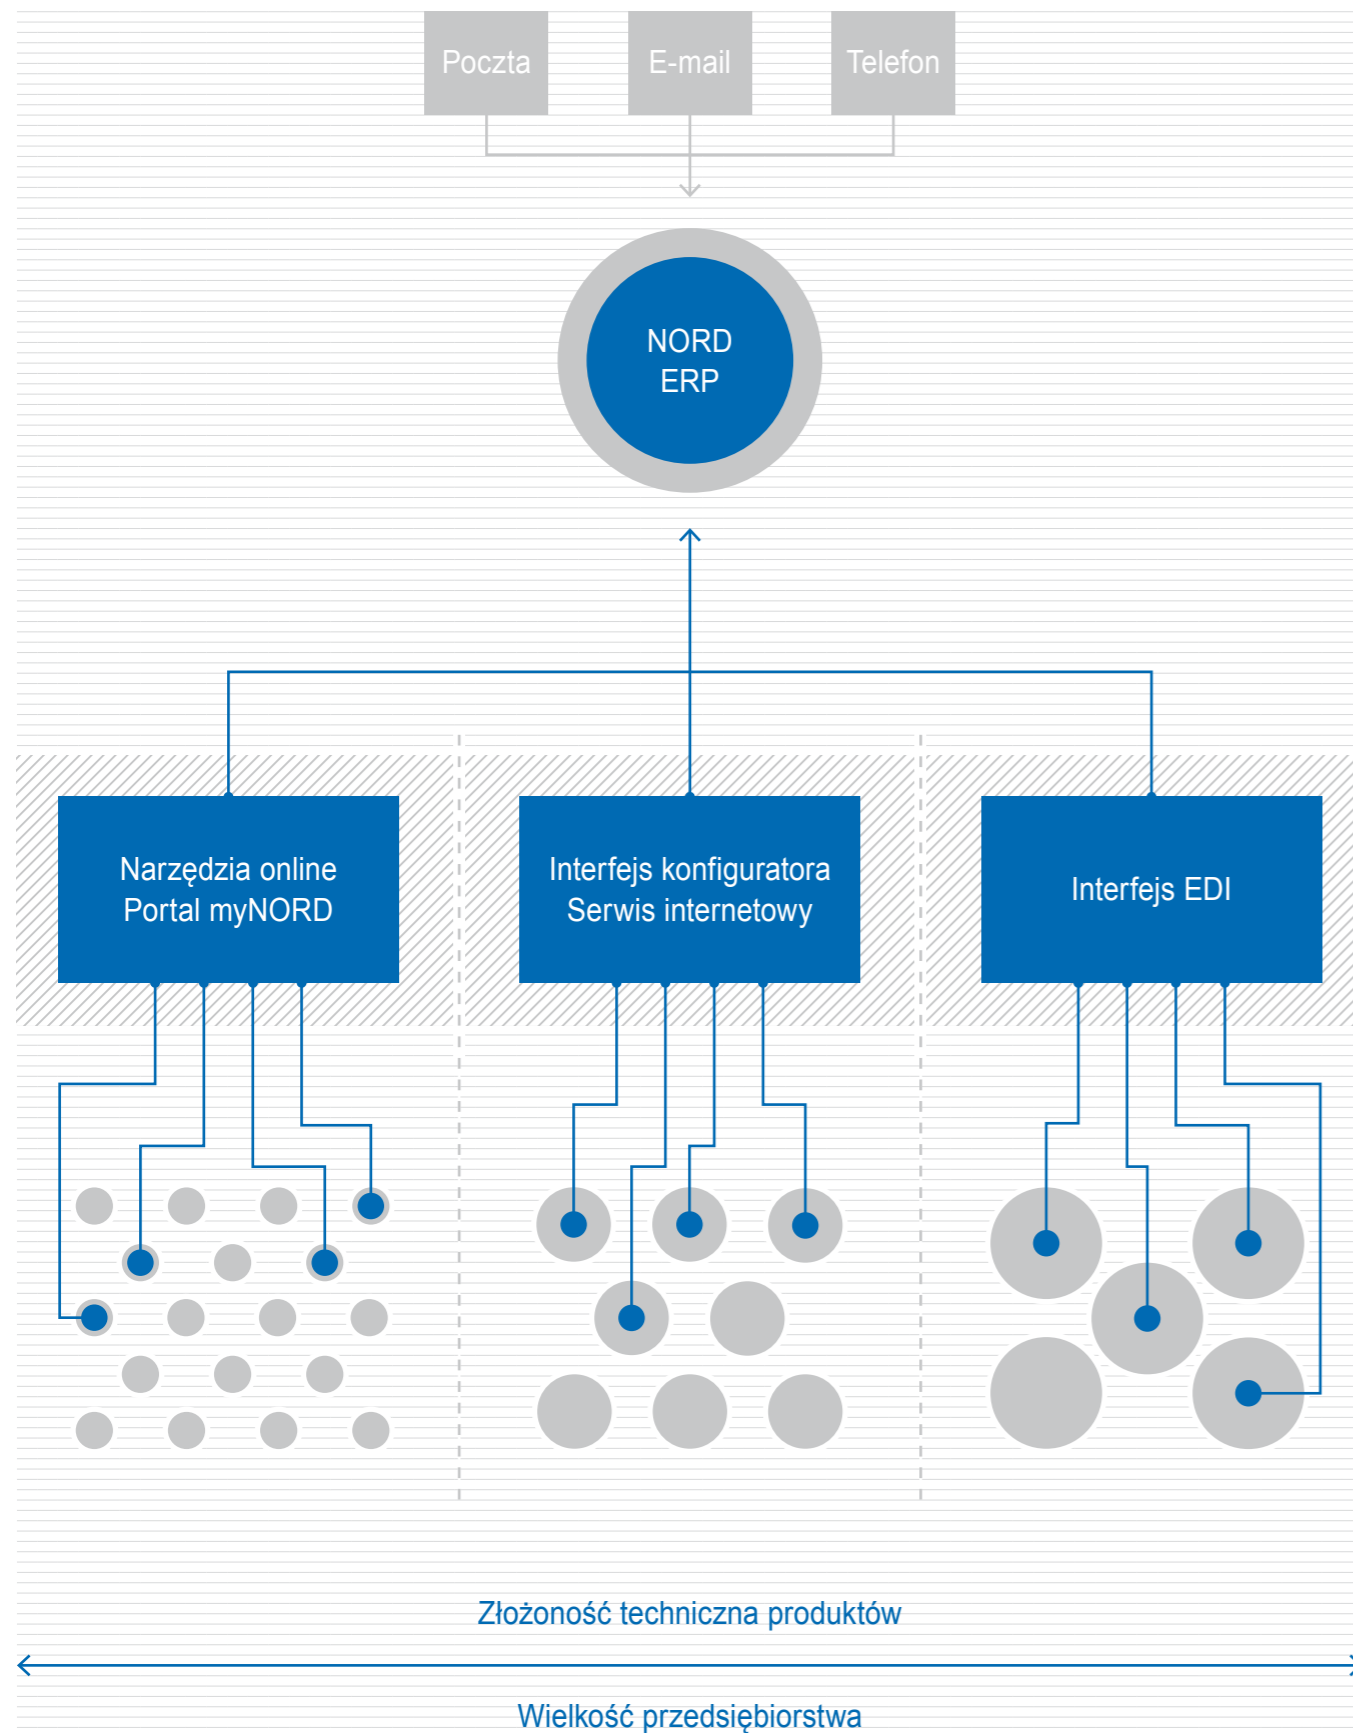 Poczta
E-mail
Telefon
NORD
ERP
Narzędzia online
Portal myNORD
Interfejs konfiguratora
Serwis internetowy
Interfejs EDI
Złożoność techniczna produktów
Wielkość przedsiębiorstwa